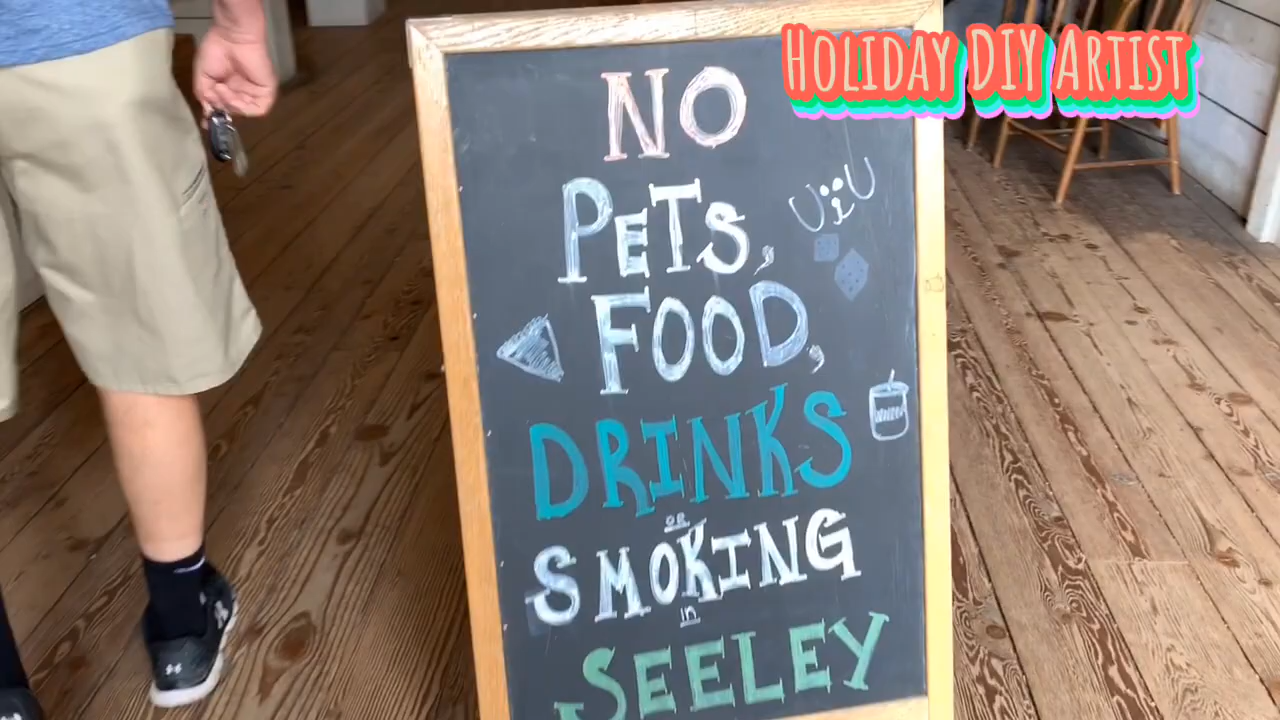 Holiday DIY Artist
NO
PETS,
FOOD,
DRINKS
OR
SMOKING
in
SEELEY